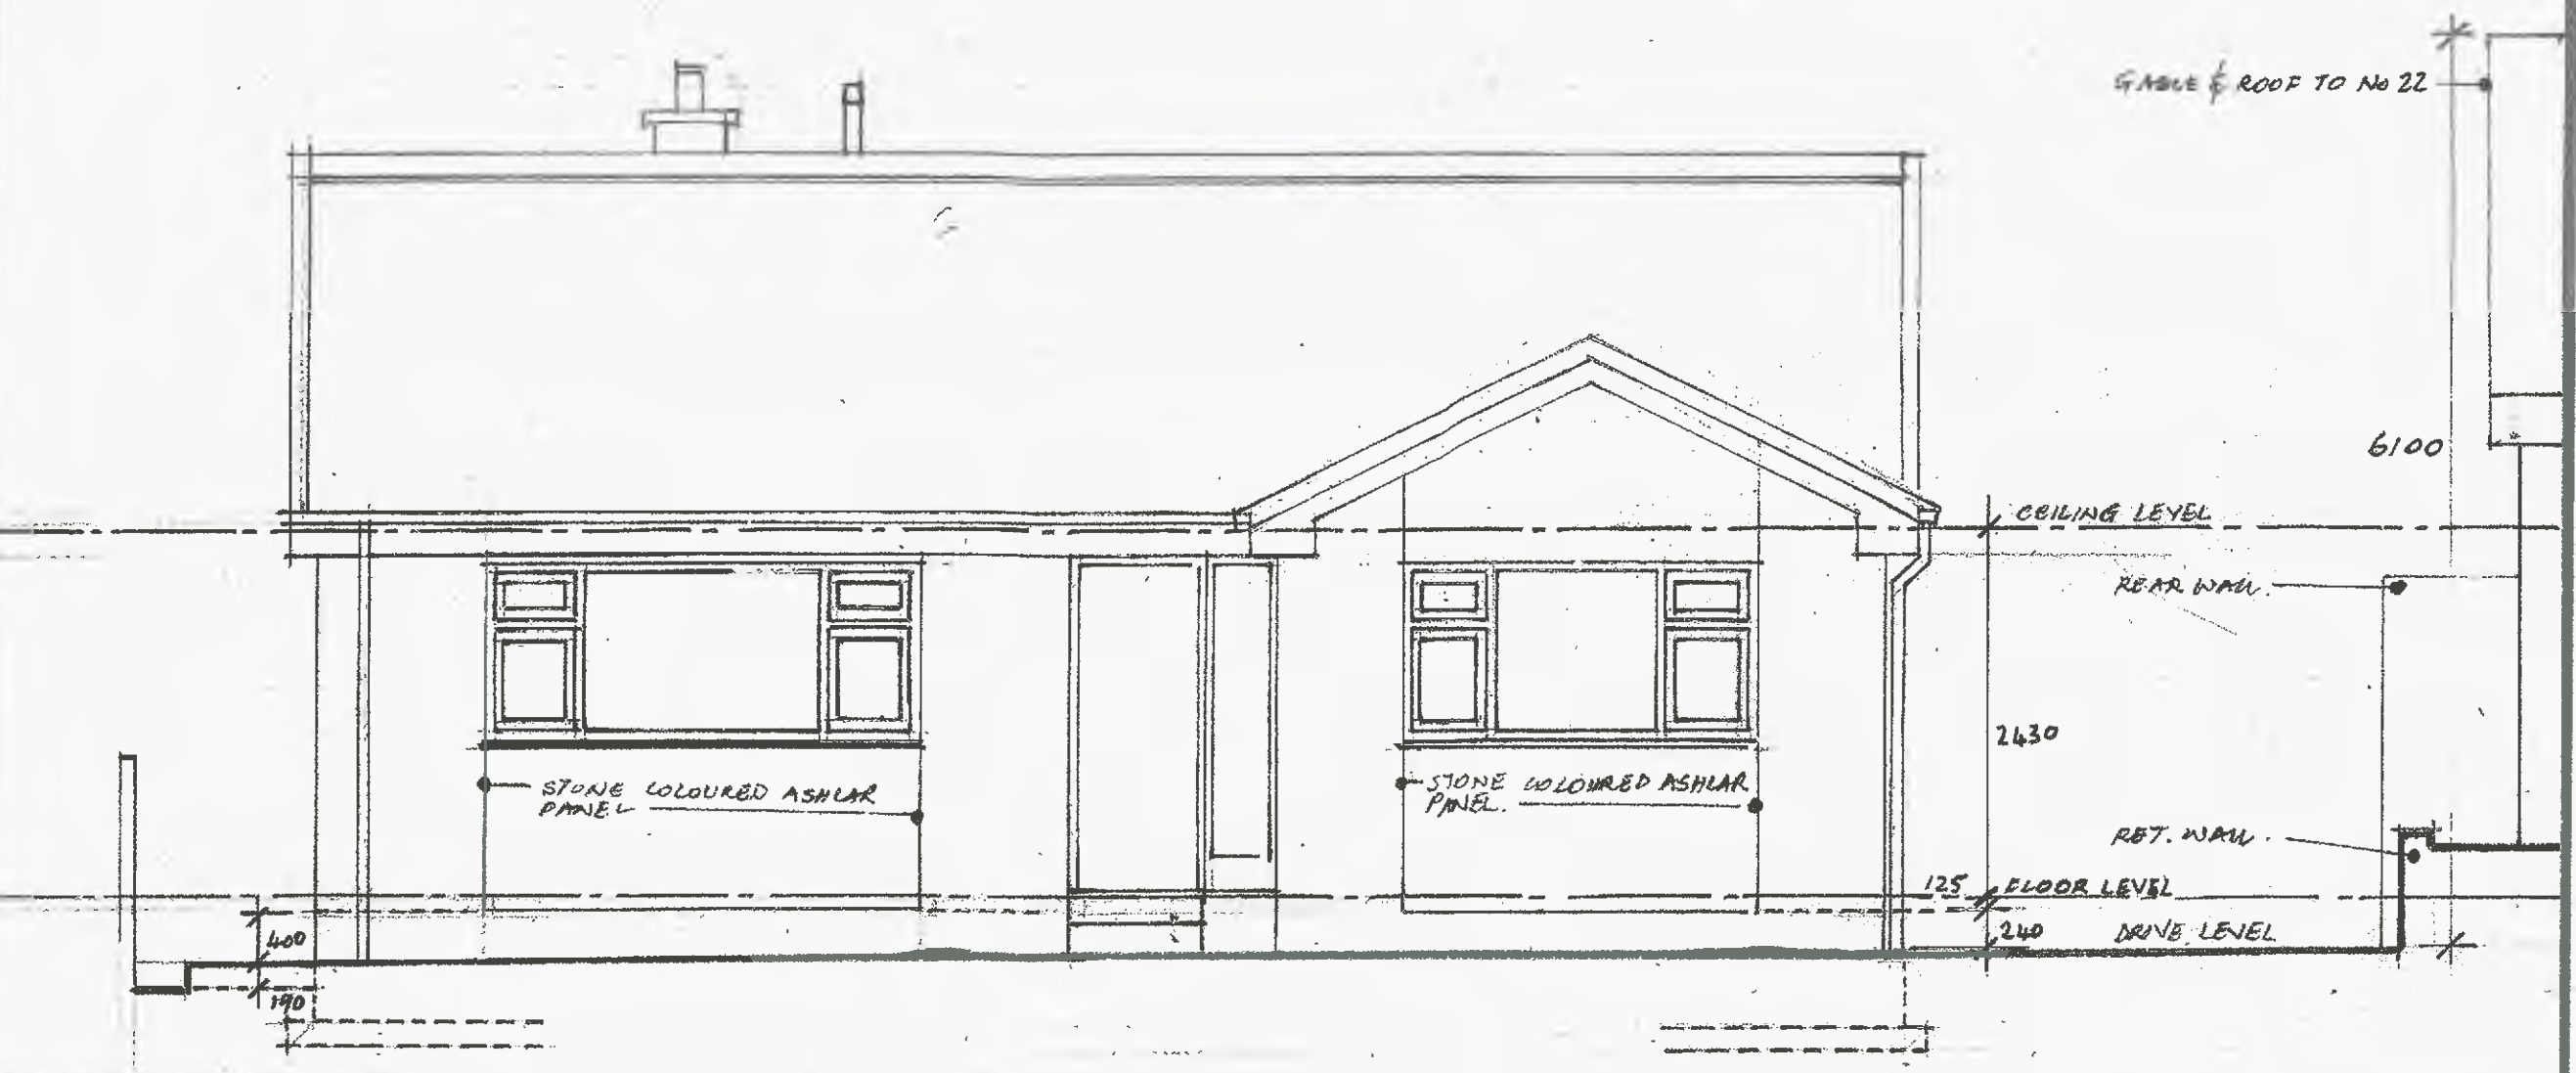 GABLE & ROOF TO No 22
6100
CEILING LEVEL
REAR WALL.
2430
STONE COLOURED ASHLAR
PANEL
STONE COLOURED ASHLAR
PANEL.
RET. WALL.
125
FLOOR LEVEL
400
240
DRIVE LEVEL
190